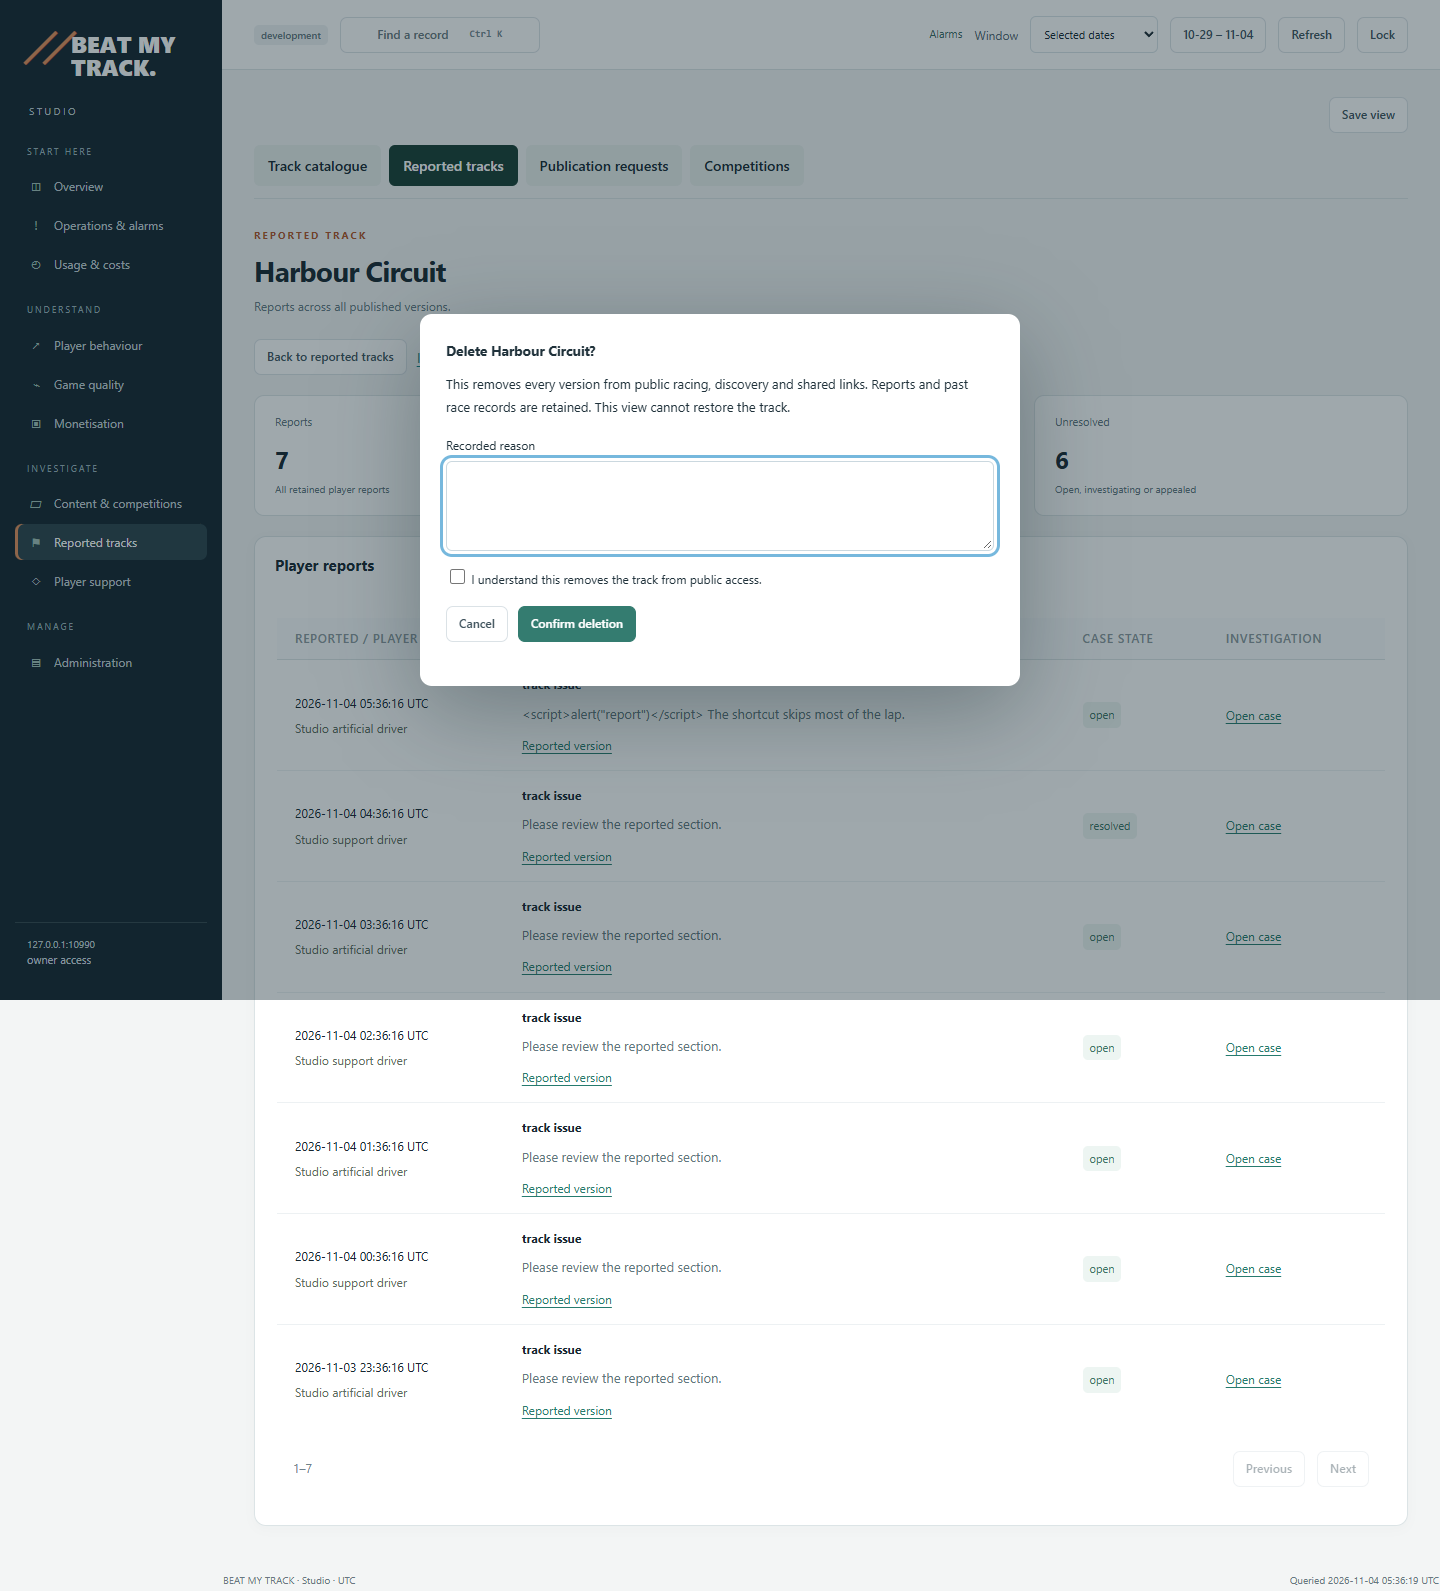 BEAT MY
TRACK.
STUDIO
START HERE
Overview
Operations & alarms
Usage & costs
UNDERSTAND
Player behaviour
Game quality
Monetisation
INVESTIGATE
Content & competitions
Reported tracks
Player support
MANAGE
Administration
127.0.0.1:10990
owner access
development
Find a record Ctrl K
Alarms
Window
Selected dates
10-29 – 11-04
Refresh
Lock
Save view
Track catalogue
Reported tracks
Publication requests
Competitions
REPORTED TRACK
Harbour Circuit
Reports across all published versions.
Back to reported tracks
Reports
7
All retained player reports
Unresolved
6
Open, investigating or appealed
Delete Harbour Circuit?
This removes every version from public racing, discovery and shared links. Reports and past
race records are retained. This view cannot restore the track.
Recorded reason
I understand this removes the track from public access.
Cancel
Confirm deletion
Player reports
REPORTED / PLAYER
CASE STATE
INVESTIGATION
2026-11-04 05:36:16 UTC
Studio artificial driver
track issue
<script>alert("report")</script> The shortcut skips most of the lap.
Reported version
open
Open case
2026-11-04 04:36:16 UTC
Studio support driver
track issue
Please review the reported section.
Reported version
resolved
Open case
2026-11-04 03:36:16 UTC
Studio artificial driver
track issue
Please review the reported section.
Reported version
open
Open case
2026-11-04 02:36:16 UTC
Studio support driver
track issue
Please review the reported section.
Reported version
open
Open case
2026-11-04 01:36:16 UTC
Studio artificial driver
track issue
Please review the reported section.
Reported version
open
Open case
2026-11-04 00:36:16 UTC
Studio support driver
track issue
Please review the reported section.
Reported version
open
Open case
2026-11-03 23:36:16 UTC
Studio artificial driver
track issue
Please review the reported section.
Reported version
open
Open case
1–7
Previous
Next
BEAT MY TRACK · Studio · UTC
Queried 2026-11-04 05:36:19 UTC